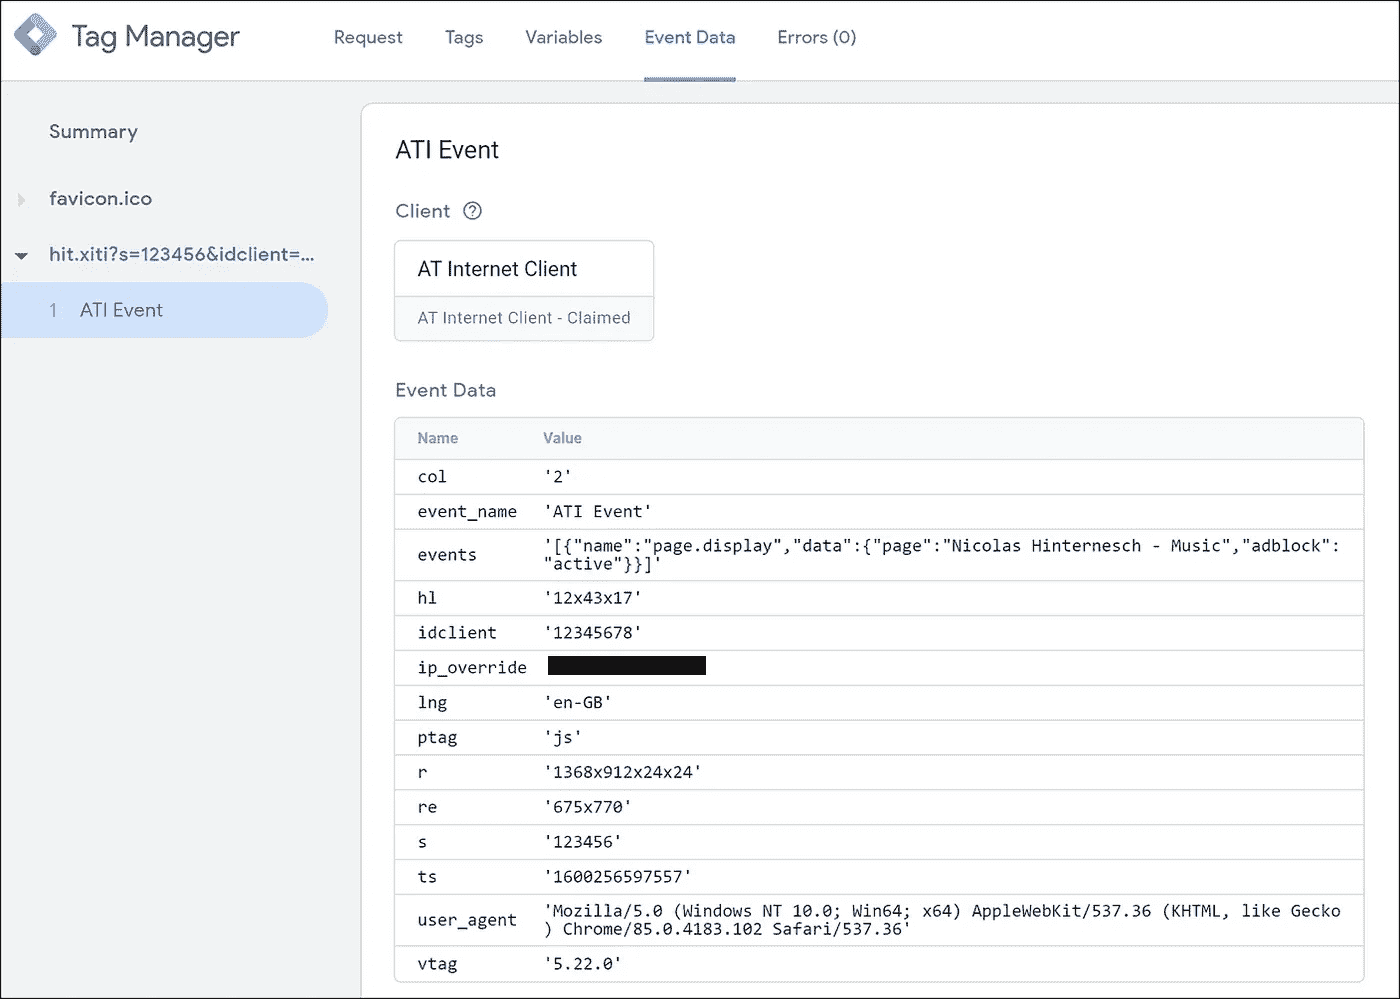 Tag Manager
Request Tags Variables Event Data Errors (0)
Summary
favicon.ico
hit.xiti?s=123456&idclient=...
1 ATI Event
ATI Event
Client ?
AT Internet Client
AT Internet Client - Claimed
Event Data
Name Value
col '2'
event_name 'ATI Event'
events '[{"name":"page.display","data":{"page":"Nicolas Hinternesch - Music","adblock":
"active"}}]'
hl '12x43x17'
idclient '12345678'
ip_override
lng 'en-GB'
ptag 'js'
r '1368x912x24x24'
re '675x770'
s '123456'
ts '1600256597557'
user_agent 'Mozilla/5.0 (Windows NT 10.0; Win64; x64) AppleWebKit/537.36 (KHTML, like Gecko
) Chrome/85.0.4183.102 Safari/537.36'
vtag '5.22.0'